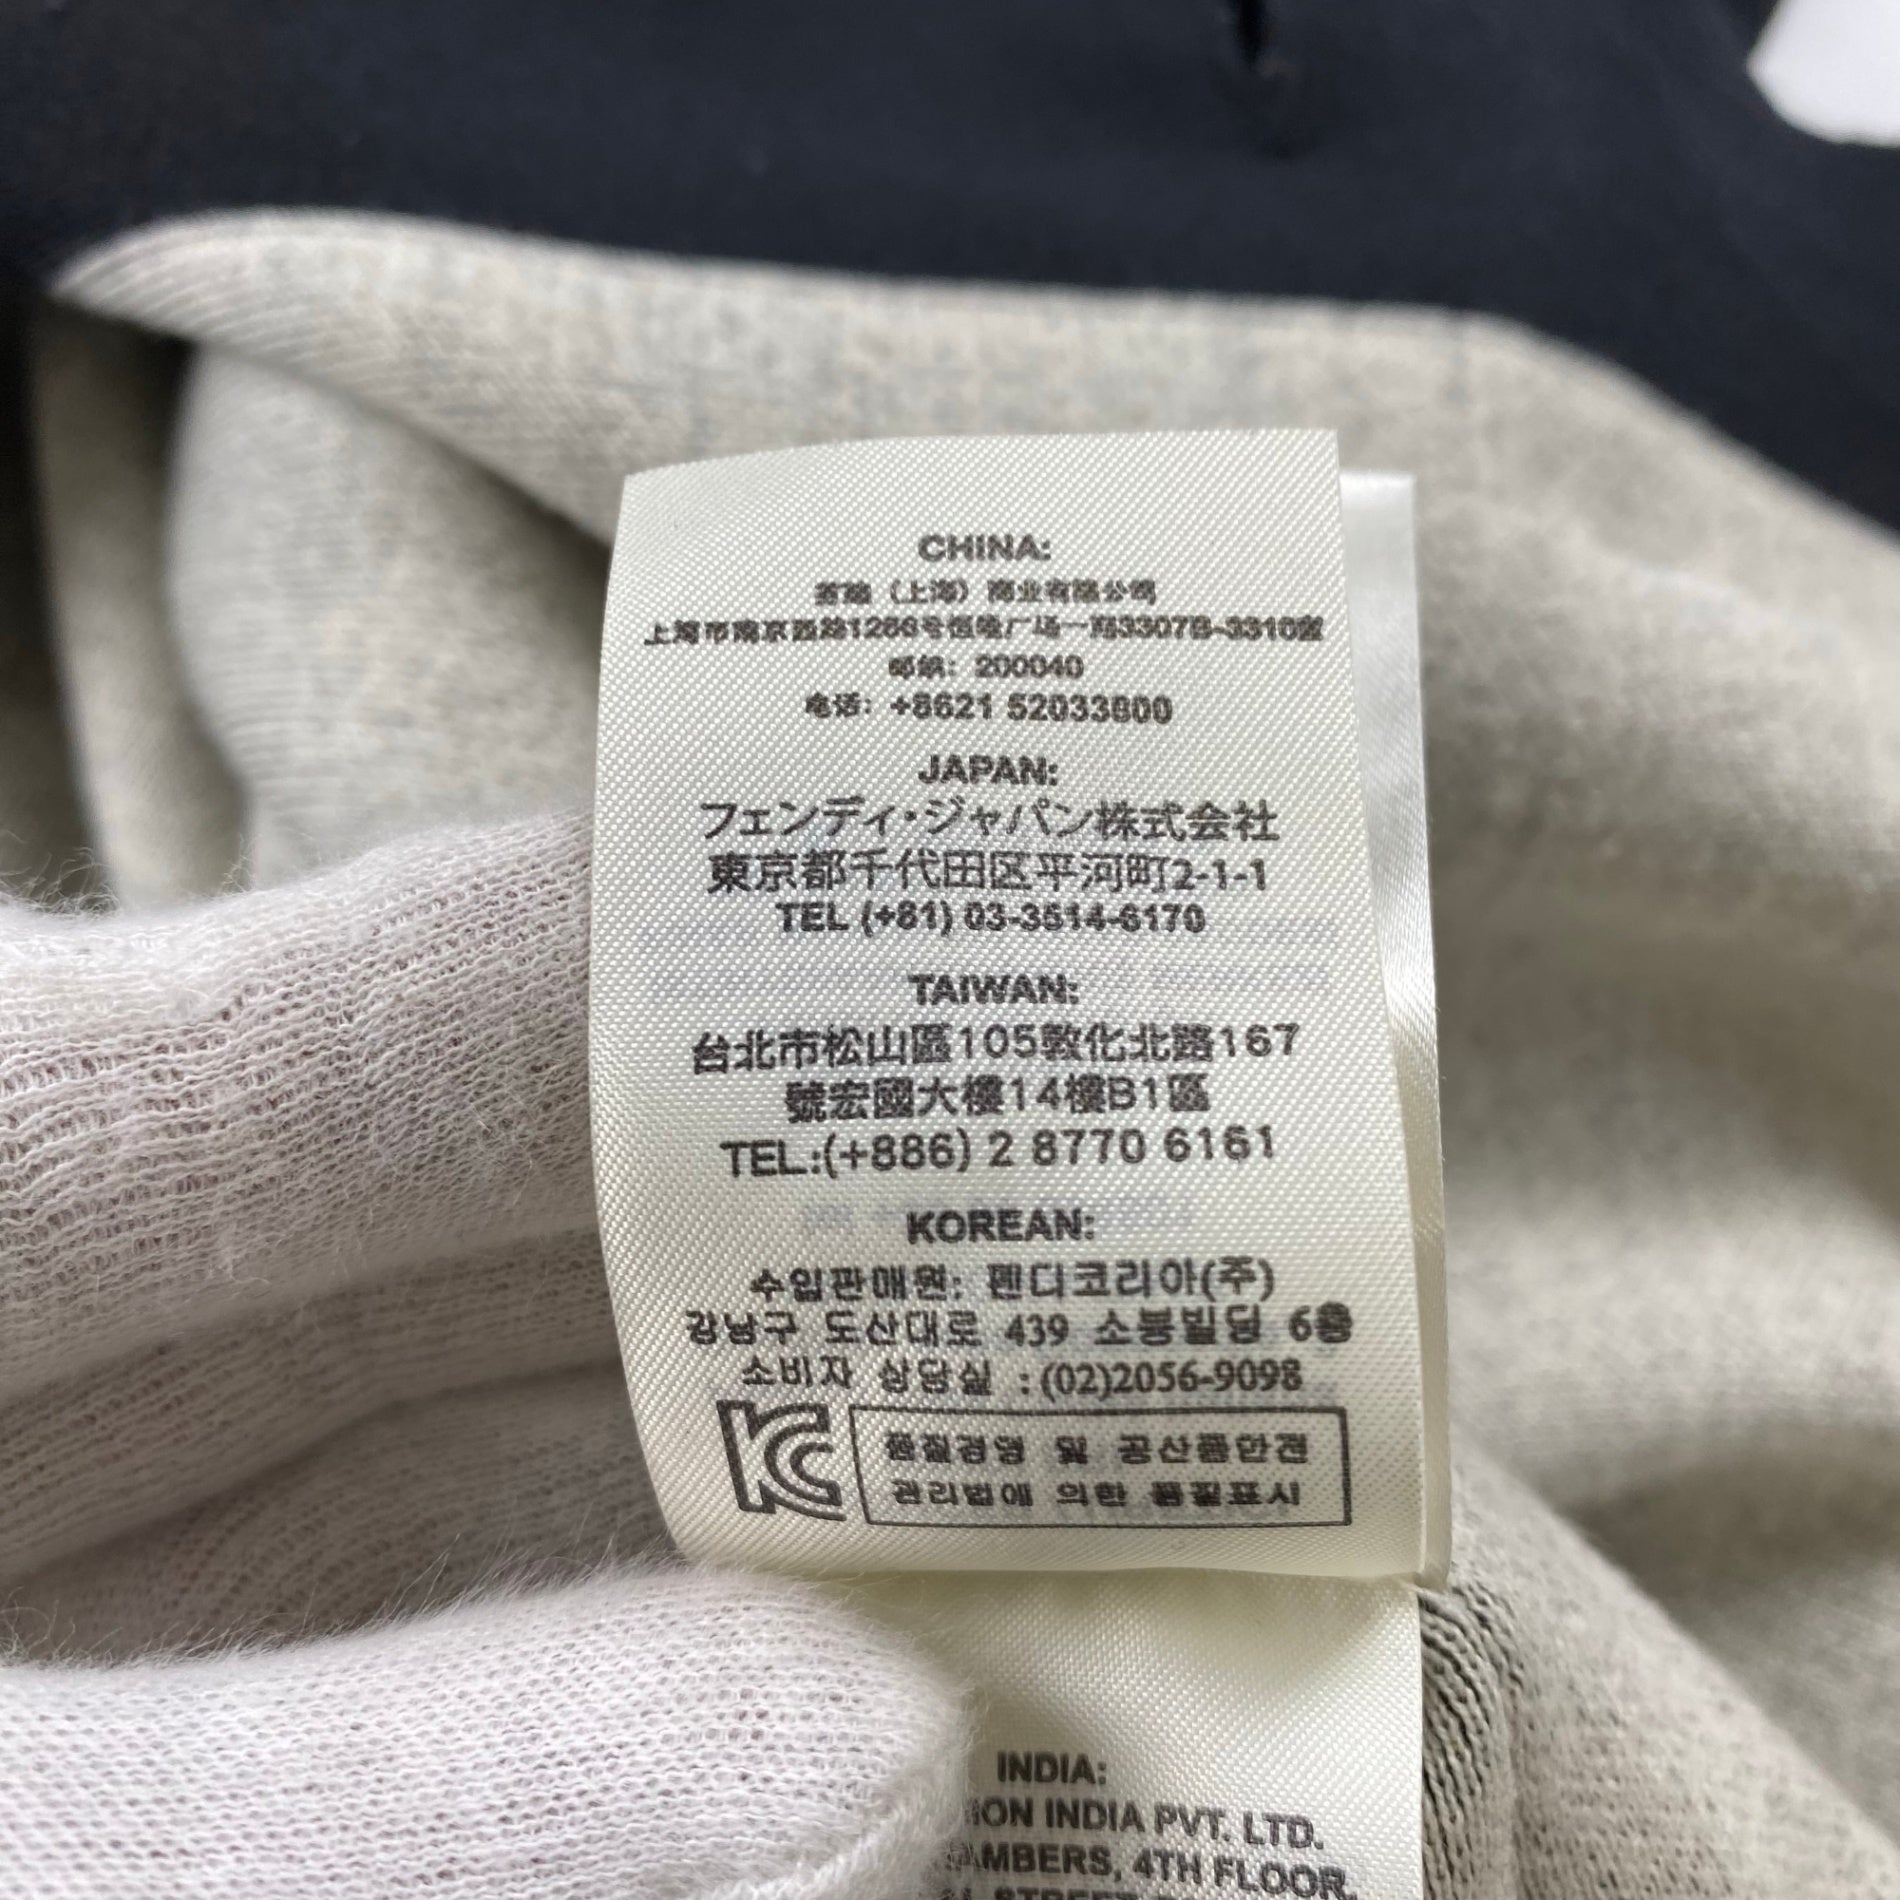 CHINA:
（上海）商业有限公司
上海市南京西路1266号恒隆广场一期3307B-3310室
邮编: 200040
电话: +8621 52033800
JAPAN:
フェンディ・ジャパン株式会社
東京都千代田区平河町2-1-1
TEL (+81) 03-3514-6170
TAIWAN:
台北市松山區105敦化北路167
號宏國大樓14樓B1區
TEL:(+886) 2 8770 6161
KOREAN:
수입판매원: 펜디코리아(주)
강남구 도산대로 439 소봉빌딩 6층
소비자 상담실 : (02)2056-9098
품질경영 및 공산품안전
관리법에 의한 품질표시
INDIA:
INDIA PVT. LTD.
4TH FLOOR,